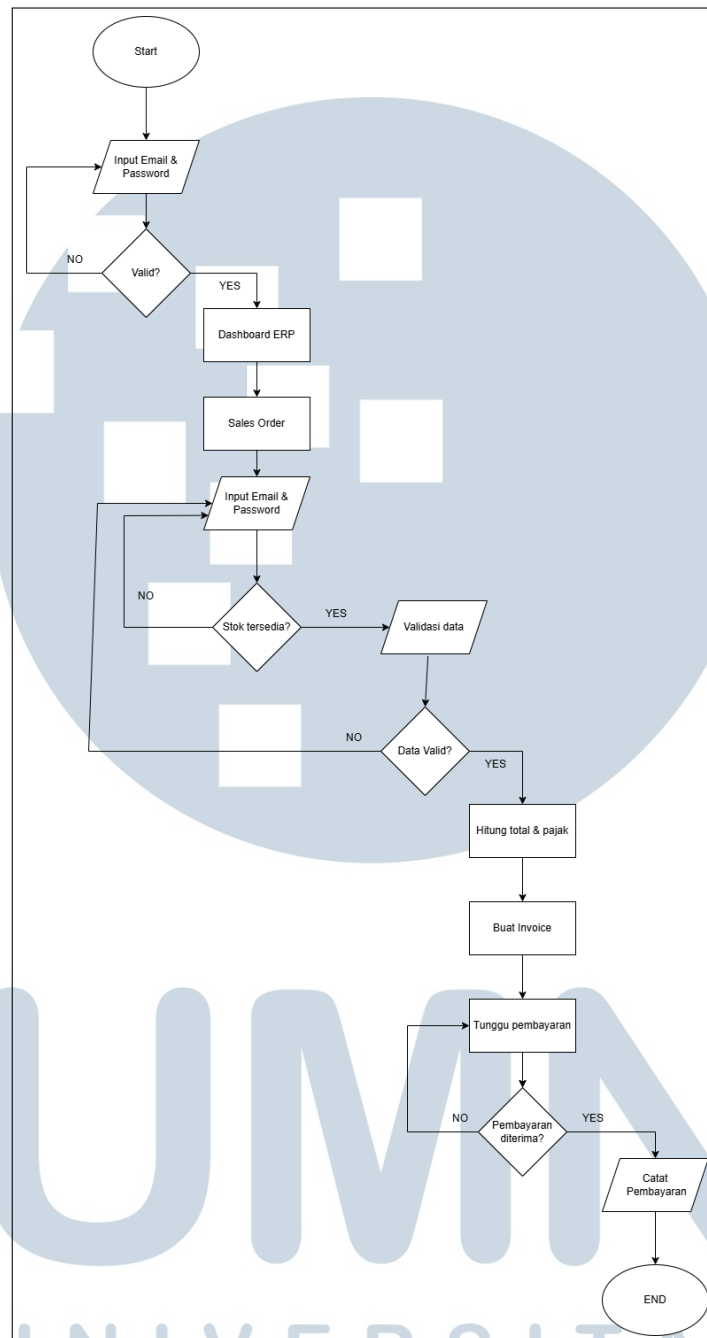 Start
Input Email &
Password
NO
Valid?
YES
Dashboard ERP
Sales Order
Input Email &
Password
NO
Stok tersedia?
YES
Validasi data
NO
Data Valid?
YES
Hitung total & pajak
Buat Invoice
Tunggu pembayaran
NO
Pembayaran
diterima?
YES
Catat
Pembayaran
END
UMN